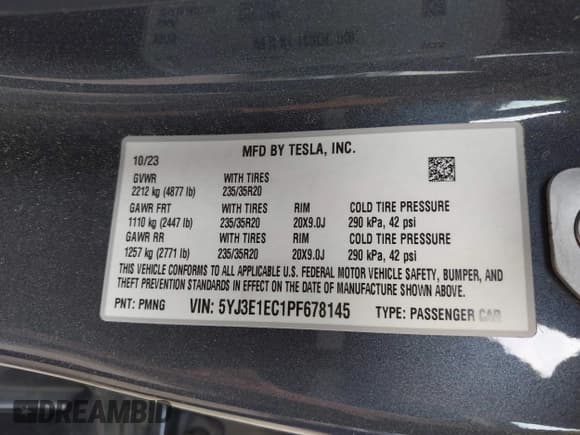 10/23 MFD BY TESLA, INC.
GVWR WITH TIRES
2212 kg (4877 lb) 235/35R20
GAWR FRT WITH TIRES RIM COLD TIRE PRESSURE
1110 kg (2447 lb) 235/35R20 20X9.0J 290 kPa, 42 psi
GAWR RR WITH TIRES RIM COLD TIRE PRESSURE
1257 kg (2771 lb) 235/35R20 20X9.0J 290 kPa, 42 psi
THIS VEHICLE CONFORMS TO ALL APPLICABLE U.S. FEDERAL MOTOR VEHICLE SAFETY, BUMPER, AND
THEFT PREVENTION STANDARDS IN EFFECT ON THE DATE OF MANUFACTURE SHOWN ABOVE.
PNT: PMNG VIN: 5YJ3E1EC1PF678145 TYPE: PASSENGER CAR
DREAMBID